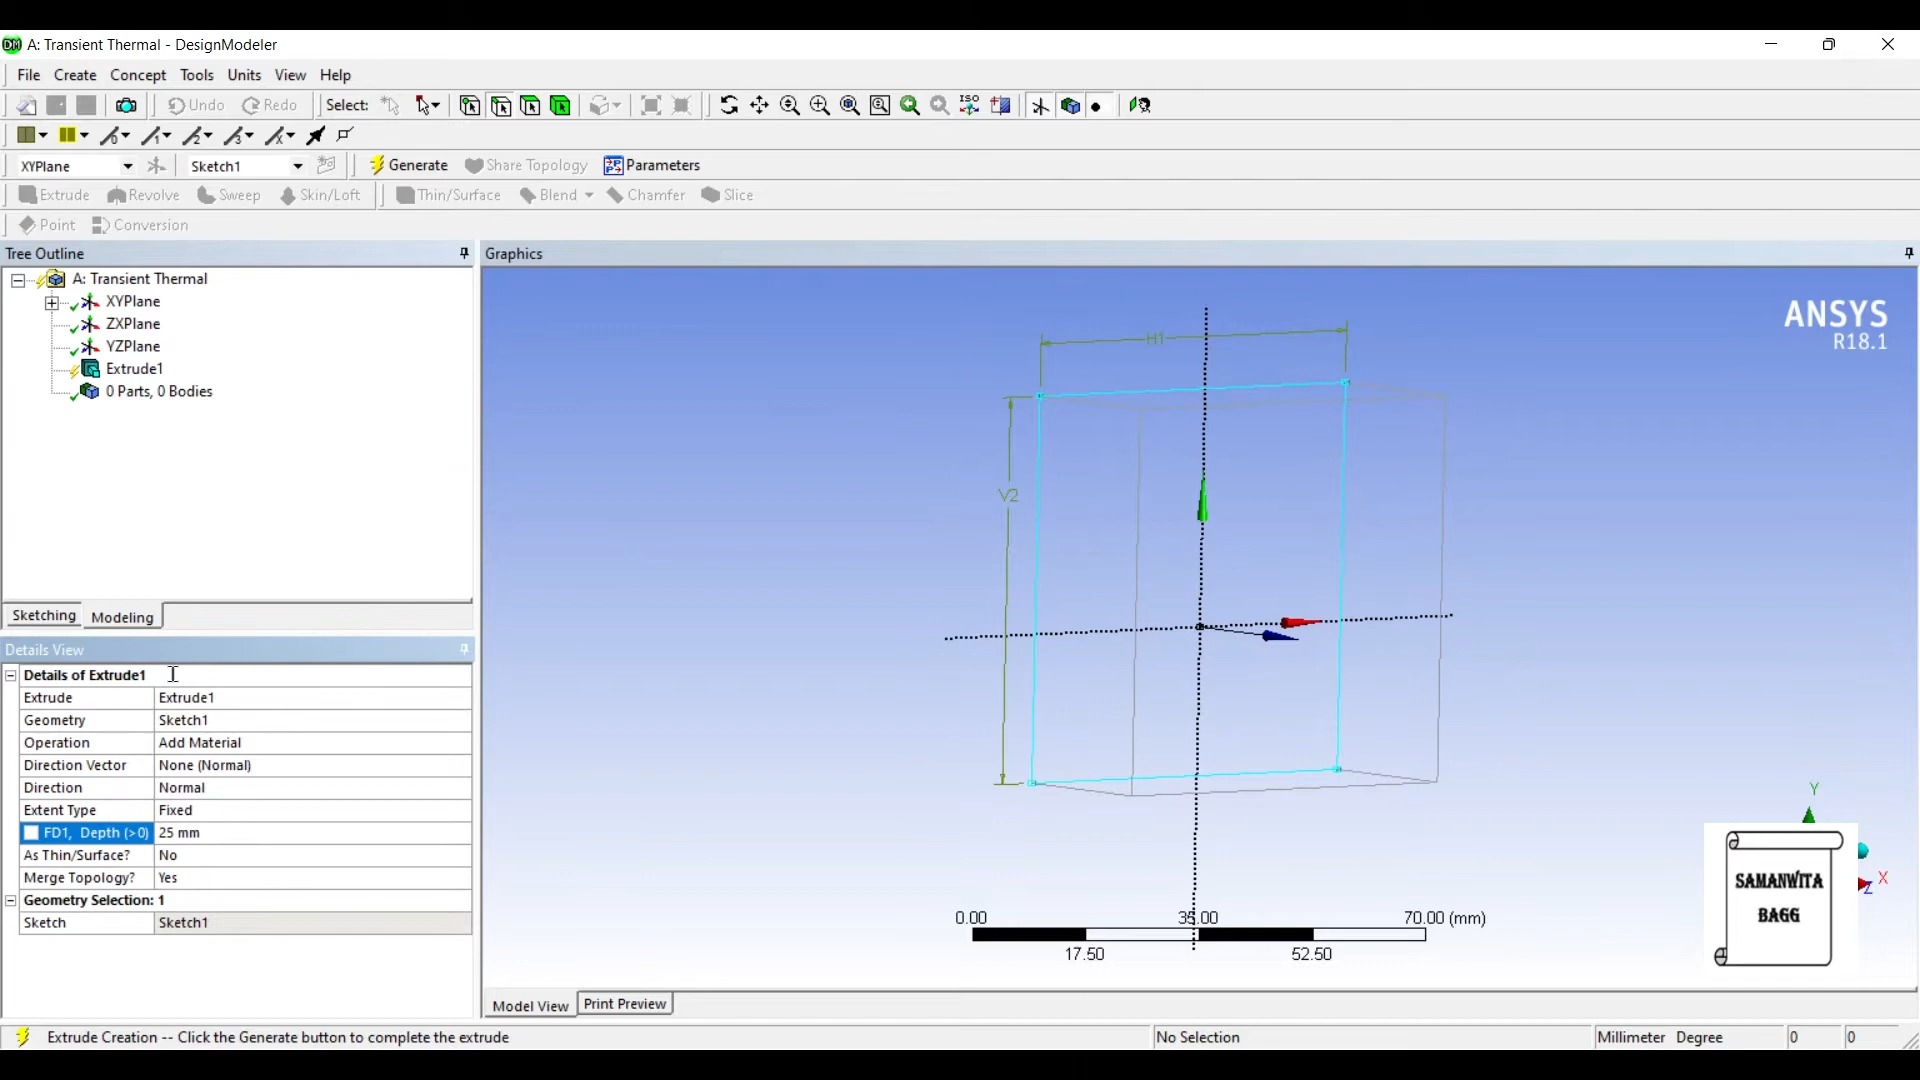 A: Transient Thermal - DesignModeler
File Create Concept Tools Units View Help
Undo Redo Select: ISO
XYPlane Sketch1 Generate Share Topology Parameters
Extrude Revolve Sweep Skin/Loft Thin/Surface Blend Chamfer Slice
Point Conversion
Tree Outline
A: Transient Thermal
XYPlane
ZXPlane
YZPlane
Extrude1
0 Parts, 0 Bodies
Sketching Modeling
Details View
Details of Extrude1
Extrude Extrude1
Geometry Sketch1
Operation Add Material
Direction Vector None (Normal)
Direction Normal
Extent Type Fixed
FD1, Depth (>0) 25 mm
As Thin/Surface? No
Merge Topology? Yes
Geometry Selection: 1
Sketch Sketch1
Graphics
ANSYS
R18.1
H1
V2
0.00 35.00 70.00 (mm)
17.50 52.50
Y
X
Z
SAMANWITA
BAGG
Model View Print Preview
Extrude Creation -- Click the Generate button to complete the extrude No Selection Millimeter Degree 0 0